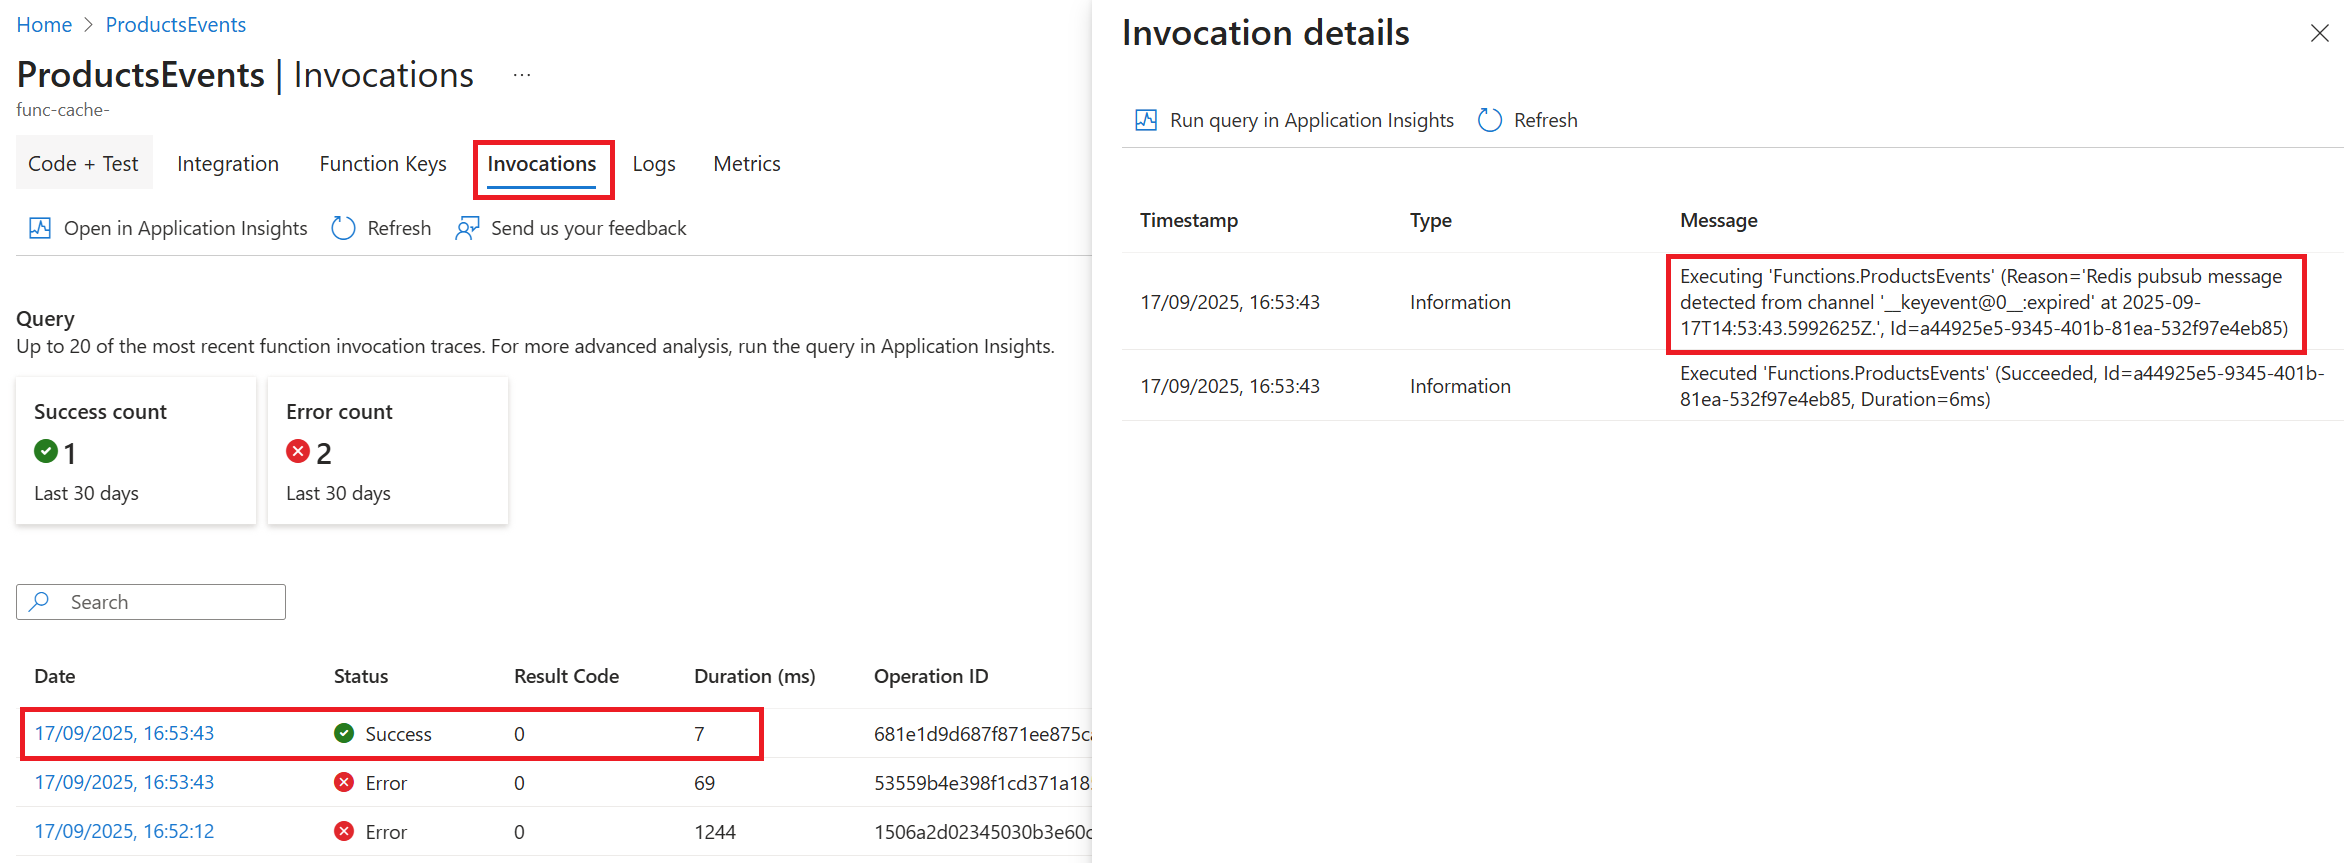 Home > ProductsEvents
ProductsEvents | Invocations ...
func-cache-
Code + Test
Integration
Function Keys
Invocations
Logs
Metrics
Open in Application Insights
Refresh
Send us your feedback
Query
Up to 20 of the most recent function invocation traces. For more advanced analysis, run the query in Application Insights.
Success count
1
Last 30 days
Error count
2
Last 30 days
Search
Date Status Result Code Duration (ms) Operation ID
17/09/2025, 16:53:43 Success 0 7 681e1d9d687f871ee875c
17/09/2025, 16:53:43 Error 0 69 53559b4e398f1cd371a18
17/09/2025, 16:52:12 Error 0 1244 1506a2d02345030b3e60
Invocation details
Run query in Application Insights
Refresh
Timestamp Type Message
17/09/2025, 16:53:43 Information
Executing 'Functions.ProductsEvents' (Reason='Redis pubsub message
detected from channel '__keyevent@0__:expired' at 2025-09-
17T14:53:43.5992625Z.', Id=a44925e5-9345-401b-81ea-532f97e4eb85)
17/09/2025, 16:53:43 Information
Executed 'Functions.ProductsEvents' (Succeeded, Id=a44925e5-9345-401b-
81ea-532f97e4eb85, Duration=6ms)